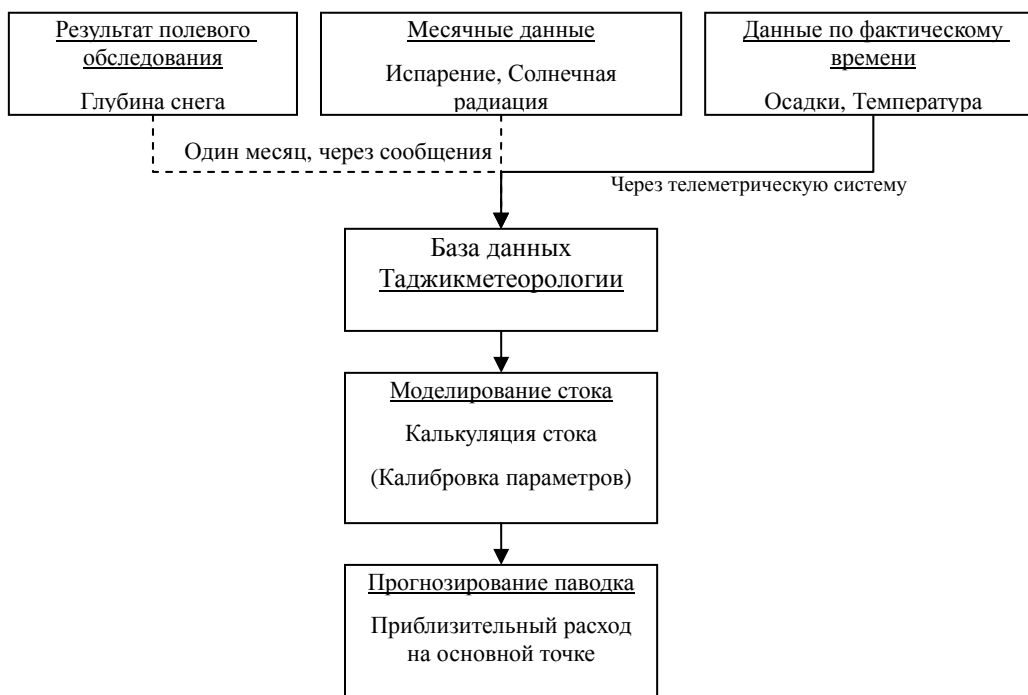 Результат полевого
обследования
Глубина снега
Месячные данные
Испарение, Солнечная
радиация
Данные по фактическому
времени
Осадки, Температура
Один месяц, через сообщения
Через телеметрическую систему
База данных
Таджикметеорологии
Моделирование стока
Калькуляция стока
(Калибровка параметров)
Прогнозирование паводка
Приблизительный расход
на основной точке